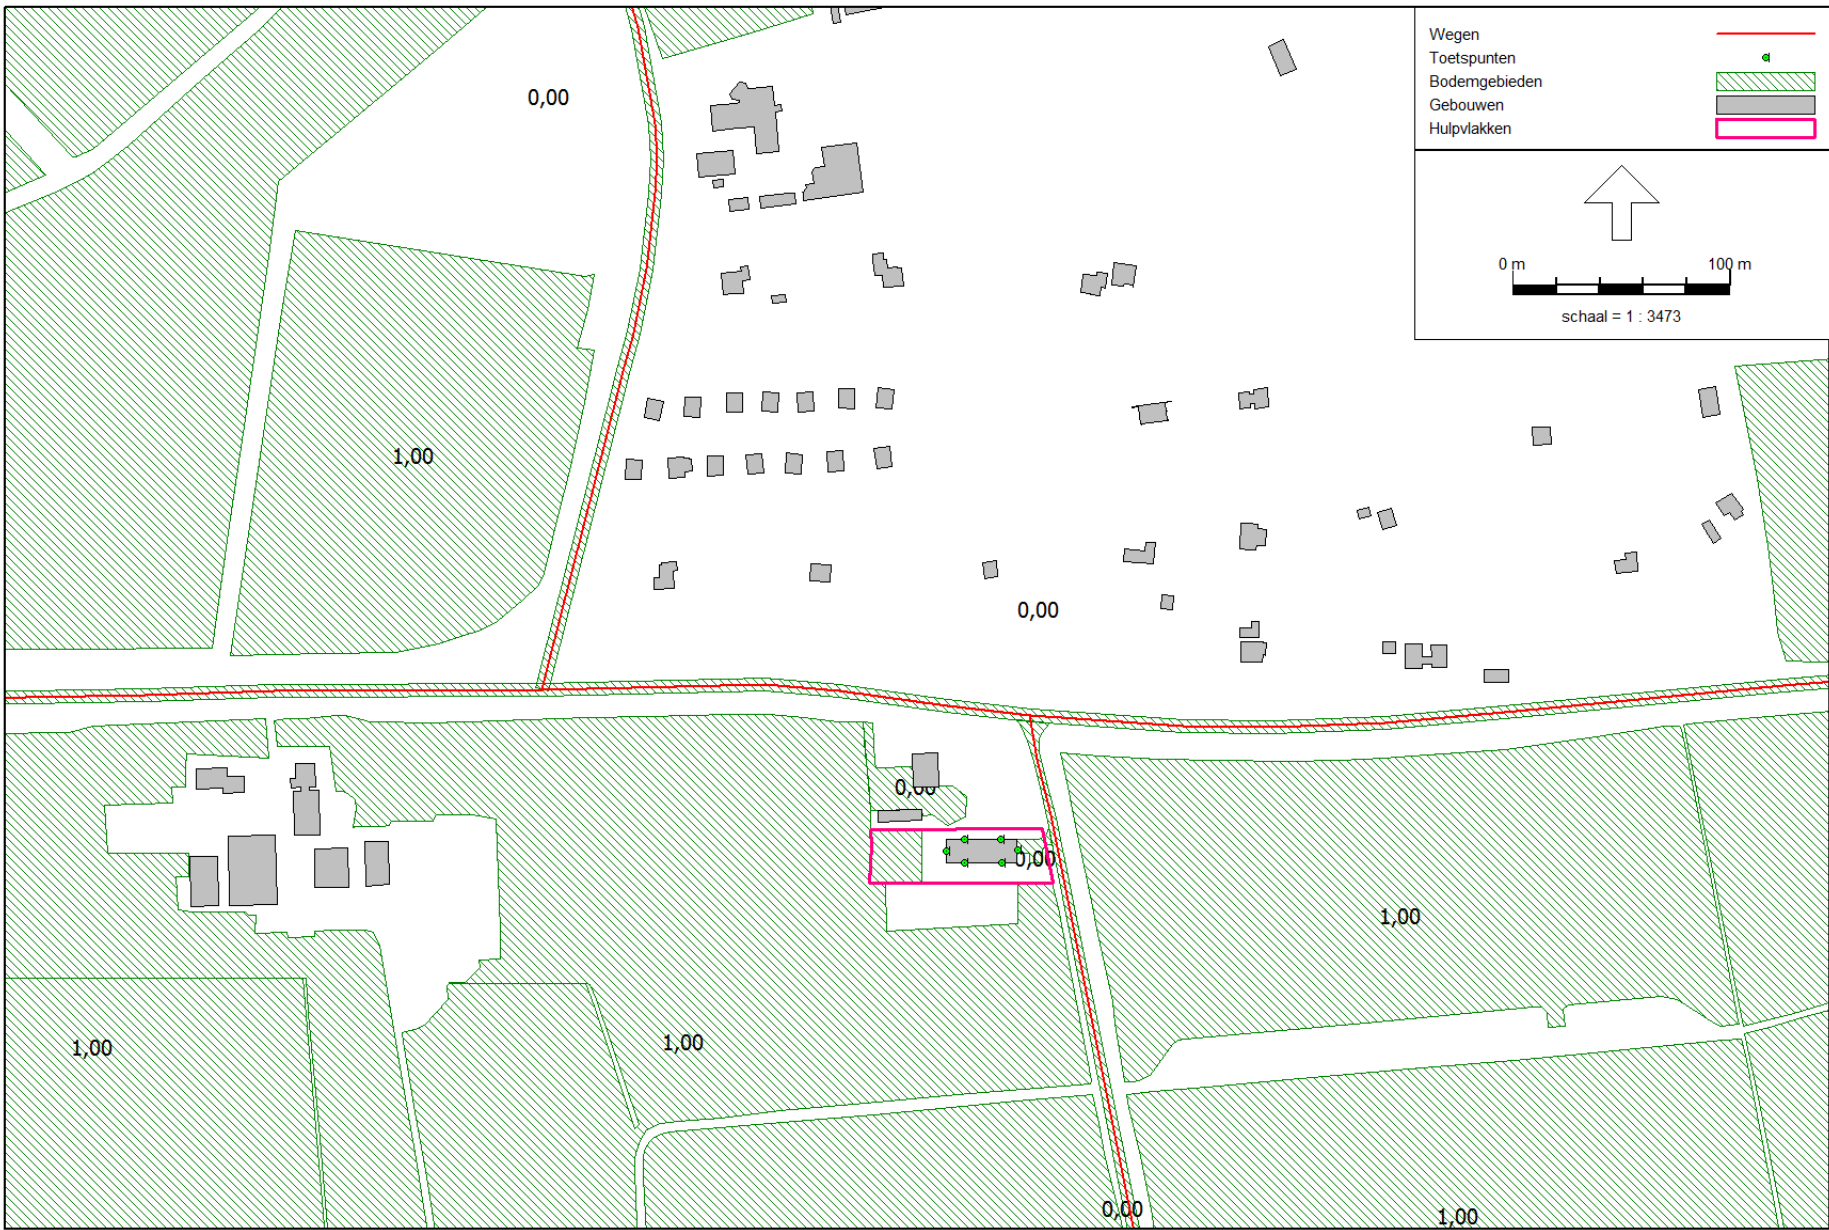 Wegen
Toetspunten
Bodemgebieden
Gebouwen
Hulpvlakken
0 m 100 m
schaal = 1 : 3473
0,00
1,00
0,00
0,00
0,00
1,00
1,00
1,00
0,00
1,00